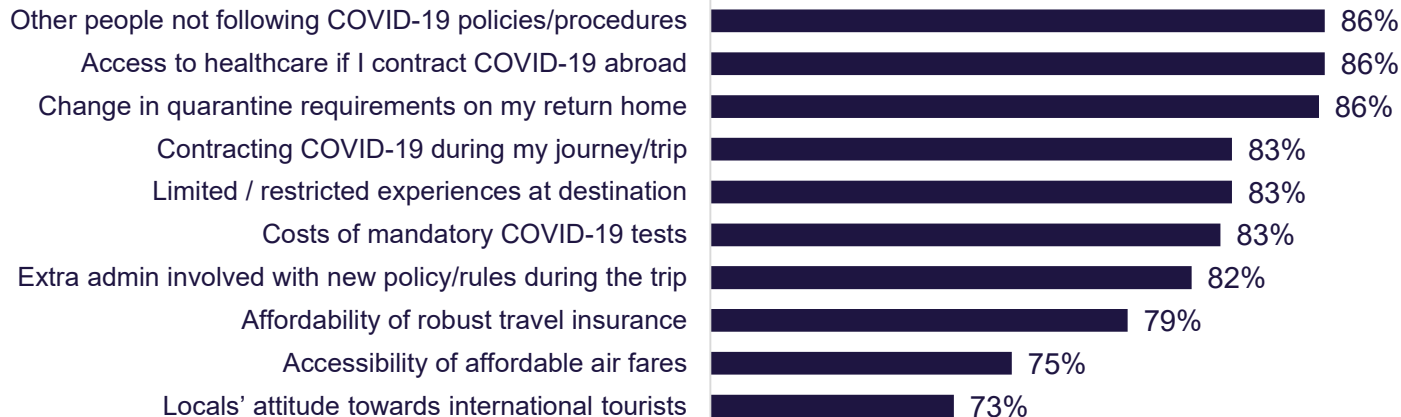 Other people not following COVID-19 policies/procedures 86%
Access to healthcare if I contract COVID-19 abroad 86%
Change in quarantine requirements on my return home 86%
Contracting COVID-19 during my journey/trip 83%
Limited / restricted experiences at destination 83%
Costs of mandatory COVID-19 tests 83%
Extra admin involved with new policy/rules during the trip 82%
Affordability of robust travel insurance 79%
Accessibility of affordable air fares 75%
Locals’ attitude towards international tourists 73%